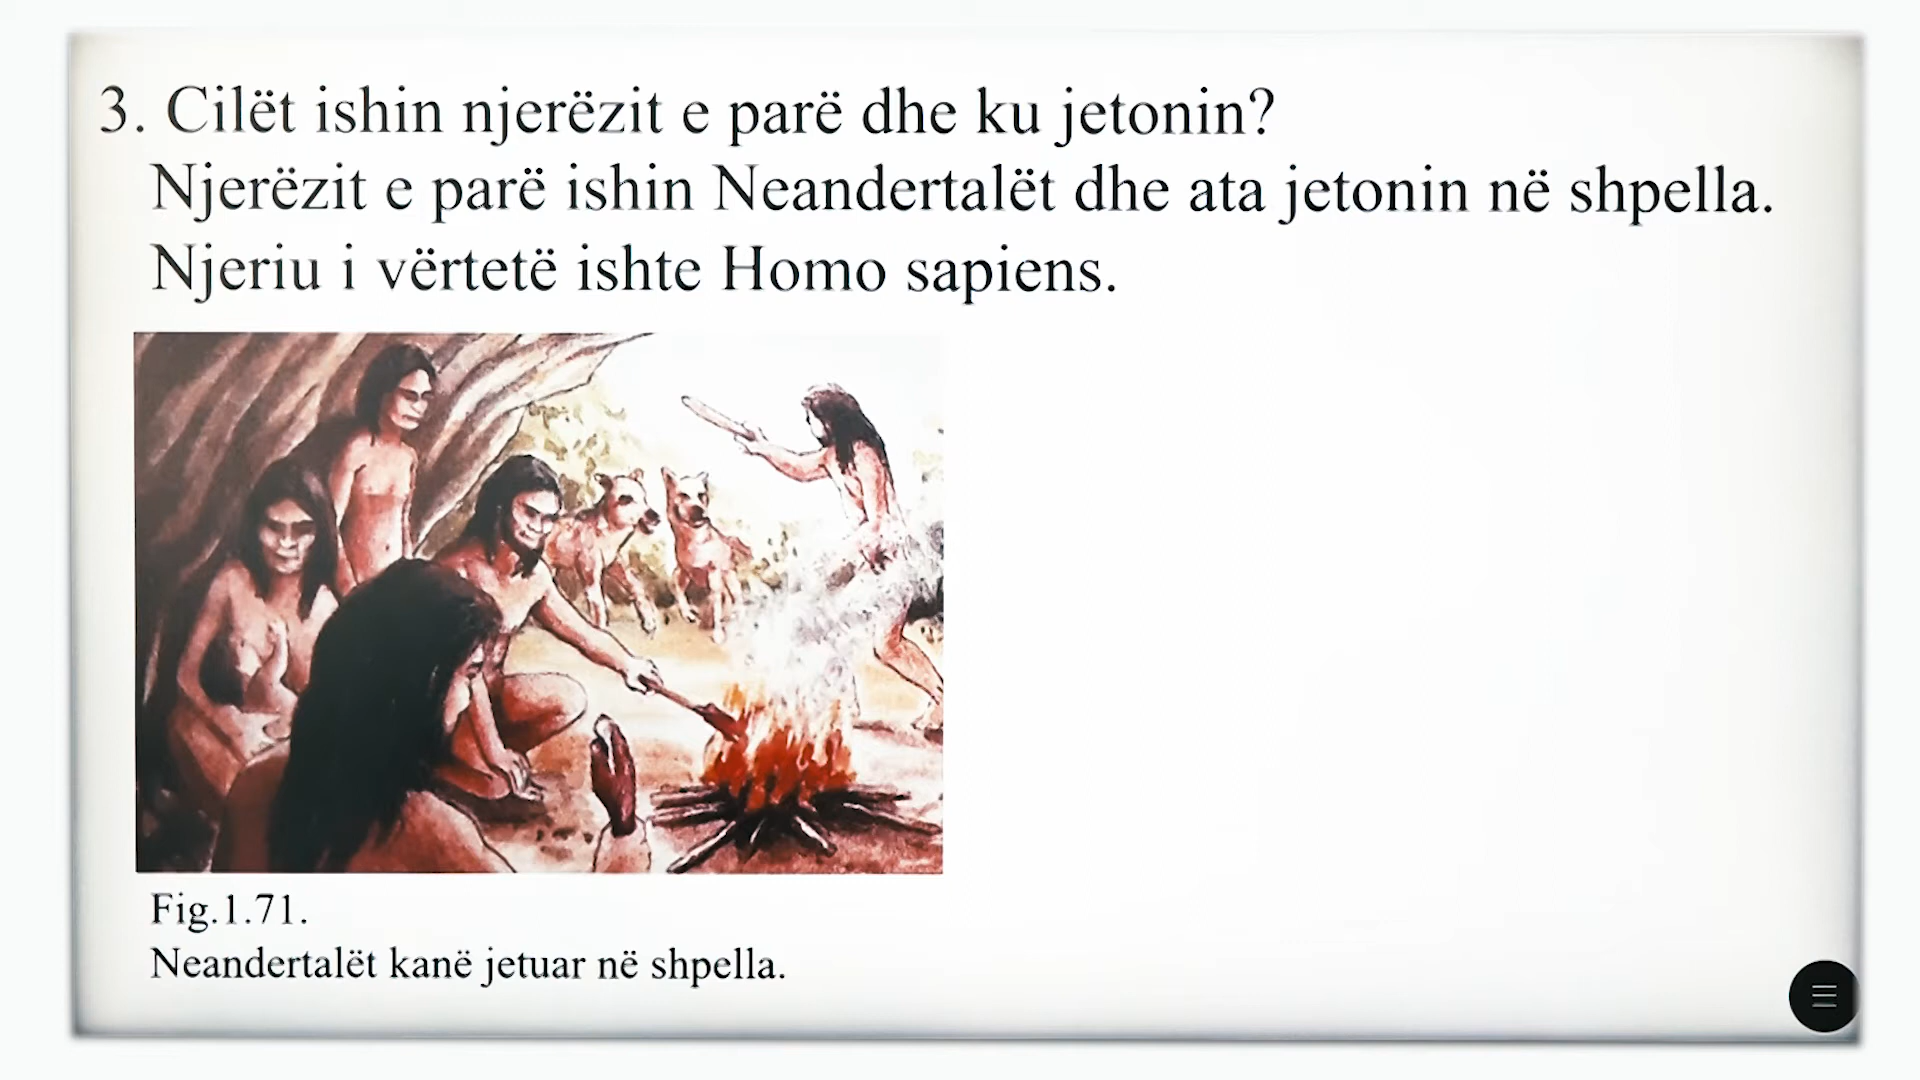 3. Cilët ishin njerëzit e parë dhe ku jetonin?
Njerëzit e parë ishin Neandertalët dhe ata jetonin në shpella.
Njeriu i vërtetë ishte Homo sapiens.
Fig.1.71.
Neandertalët kanë jetuar në shpella.